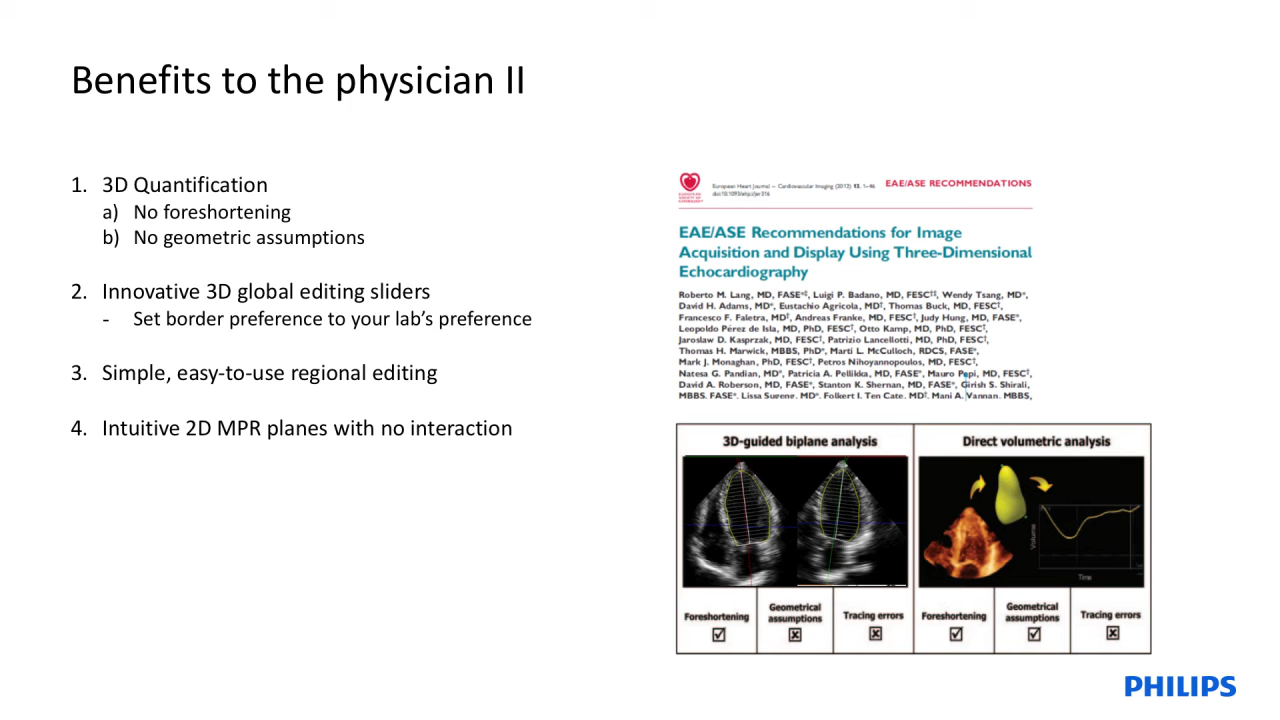 Benefits to the physician II
1. 3D Quantification
a) No foreshortening
b) No geometric assumptions
2. Innovative 3D global editing sliders
- Set border preference to your lab's preference
3. Simple, easy-to-use regional editing
4. Intuitive 2D MPR planes with no interaction
EUROPEAN SOCIETY OF CARDIOLOGY
European Heart Journal – Cardiovascular Imaging (2012) 13, 1–46
EAE/ASE RECOMMENDATIONS
EAE/ASE Recommendations for Image
Acquisition and Display Using Three-Dimensional
Echocardiography
Roberto M. Lang, MD, FASE*‡, Luigi P. Badano, MD, FESC†‡, Wendy Tsang, MD*,
David H. Adams, MD*, Eustachio Agricola, MD†, Thomas Buck, MD, FESC†,
Francesco F. Faletra, MD†, Andreas Franke, MD, FESC†, Judy Hung, MD, FASE*,
Leopoldo Pérez de Isla, MD, PhD, FESC†, Otto Kamp, MD, PhD, FESC†,
Jaroslaw D. Kasprzak, MD, FESC†, Patrizio Lancellotti, MD, PhD, FESC†,
Thomas H. Marwick, MBBS, PhD*, Marti L. McCulloch, RDCS, FASE*,
Mark J. Monaghan, PhD, FESC†, Petros Nihoyannopoulos, MD, FESC†,
Natesa G. Pandian, MD*, Patricia A. Pellikka, MD, FASE*, Mauro Pepi, MD, FESC†,
David A. Roberson, MD, FASE*, Stanton K. Shernan, MD, FASE*, Girish S. Shirali,
MBBS, FASE*, Lissa Sugeng, MD*, Folkert J. Ten Cate, MD†, Mani A. Vannan, MBBS,
3D-guided biplane analysis
Direct volumetric analysis
Volume
Time
Foreshortening
Geometrical
assumptions
Tracing errors
Foreshortening
Geometrical
assumptions
Tracing errors
PHILIPS